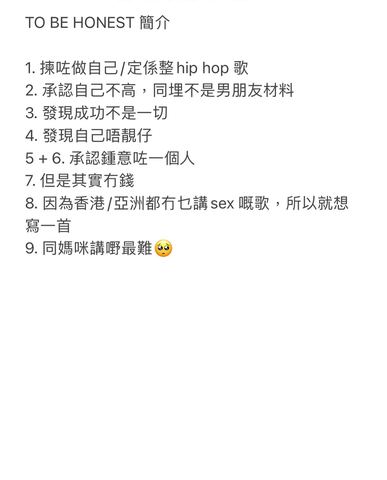 TO BE HONEST 簡介
1. 揀咗做自己/定係整 hip hop 歌
2. 承認自己不高，同埋不是男朋友材料
3. 發現成功不是一切
4. 發現自己唔靚仔
5 + 6. 承認鍾意咗一個人
7. 但是其實冇錢
8. 因為香港/亞洲都冇乜講 sex 嘅歌，所以就想
寫一首
9. 同媽咪講嘢最難🥺